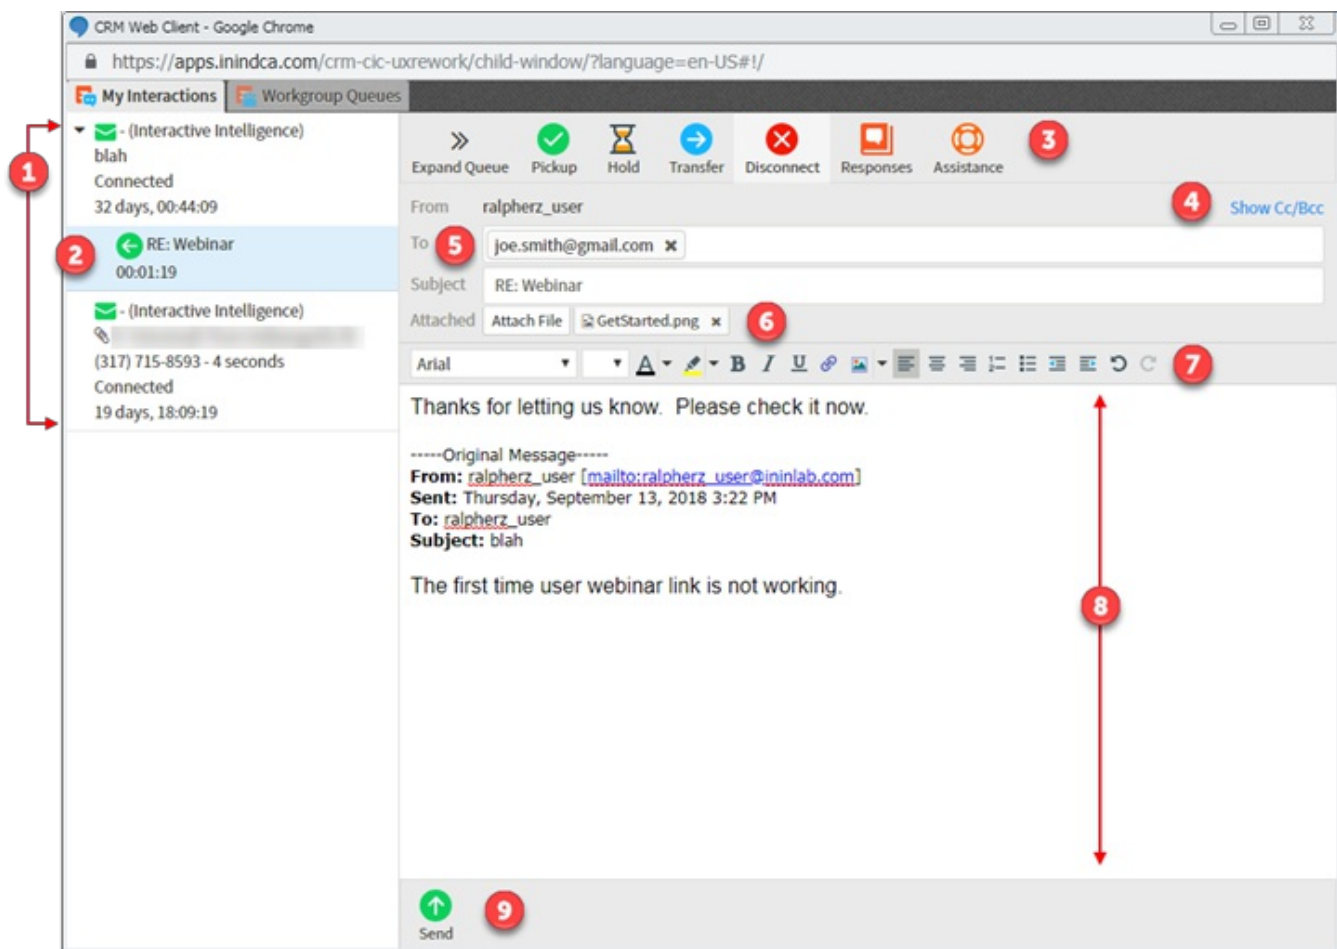 CRM Web Client - Google Chrome
https://apps.inindca.com/crm-cic-uxrework/child-window/?language=en-US#!/
My Interactions Workgroup Queues
1
- (Interactive Intelligence)
blah
Connected
32 days, 00:44:09
2
RE: Webinar
00:01:19
- (Interactive Intelligence)
(317) 715-8593 - 4 seconds
Connected
19 days, 18:09:19
Expand Queue Pickup Hold Transfer Disconnect Responses Assistance 3
From ralpherz_user 4 Show Cc/Bcc
To 5 joe.smith@gmail.com
Subject RE: Webinar
Attached Attach File GetStarted.png 6
Arial A B I U 7
Thanks for letting us know. Please check it now.
-----Original Message-----
From: ralpherz_user [mailto:ralpherz_user@ininlab.com]
Sent: Thursday, September 13, 2018 3:22 PM
To: ralpherz_user
Subject: blah
The first time user webinar link is not working.
8
Send 9